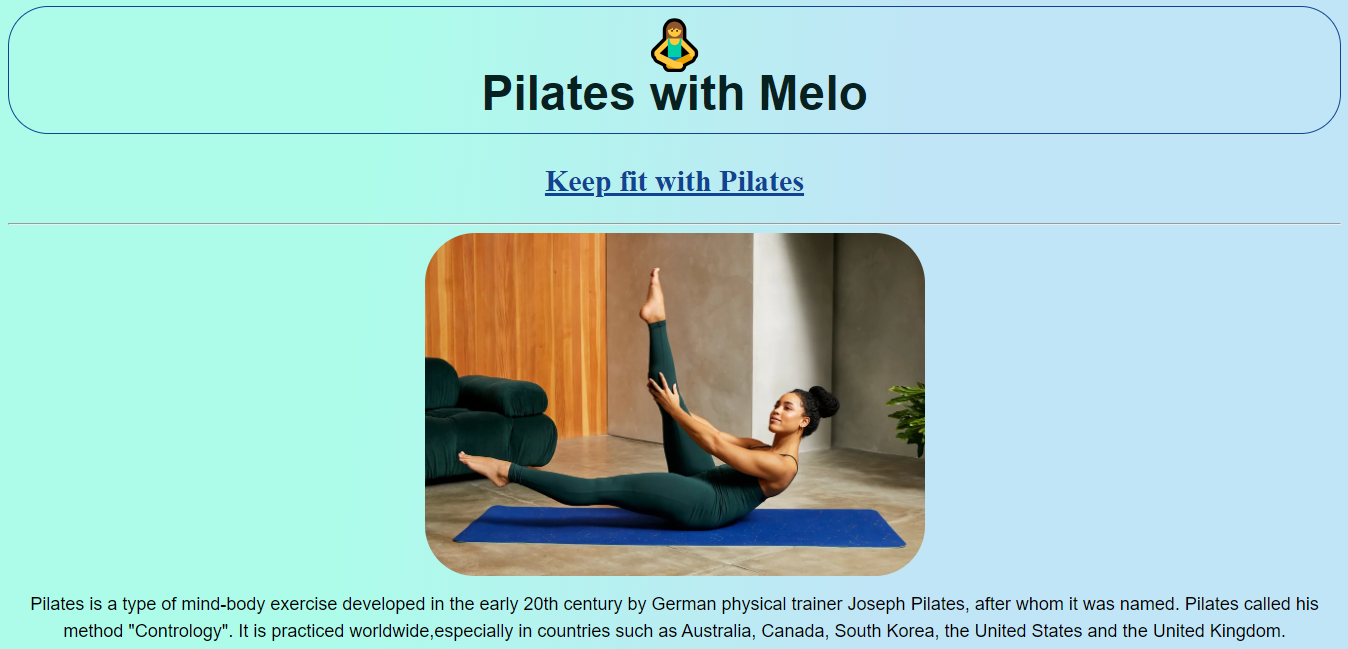 Pilates with Melo
Keep fit with Pilates
Pilates is a type of mind-body exercise developed in the early 20th century by German physical trainer Joseph Pilates, after whom it was named. Pilates called his
method "Contrology". It is practiced worldwide,especially in countries such as Australia, Canada, South Korea, the United States and the United Kingdom.